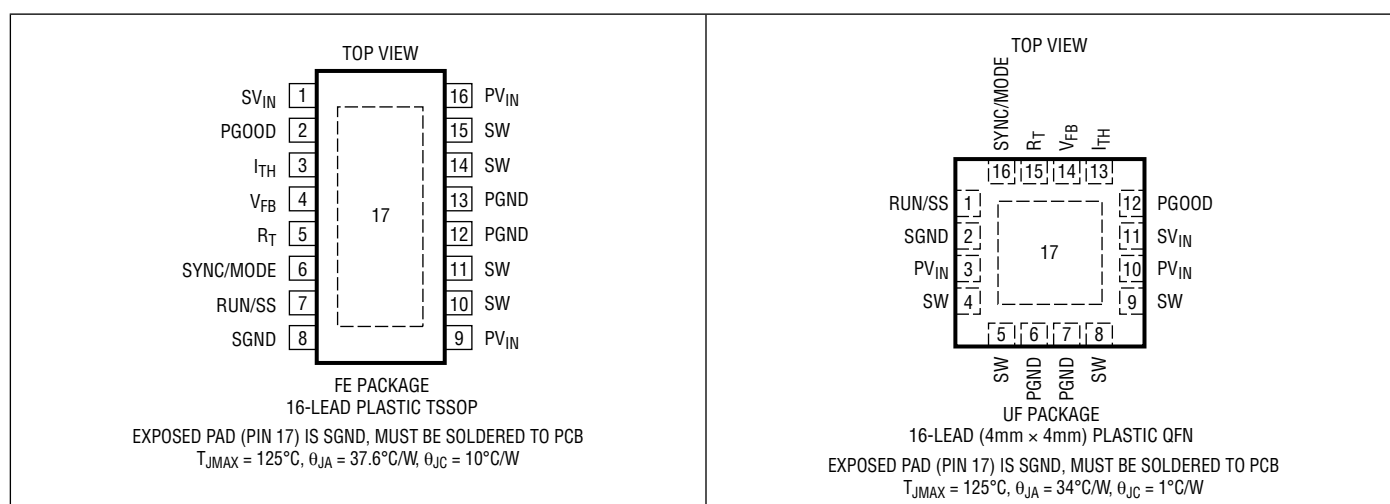 TOP VIEW
SVIN 1
PGOOD 2
ITH 3
VFB 4
RT 5
SYNC/MODE 6
RUN/SS 7
SGND 8
17
16 PVIN
15 SW
14 SW
13 PGND
12 PGND
11 SW
10 SW
9 PVIN
FE PACKAGE
16-LEAD PLASTIC TSSOP
EXPOSED PAD (PIN 17) IS SGND, MUST BE SOLDERED TO PCB
TJMAX = 125°C, θJA = 37.6°C/W, θJC = 10°C/W
TOP VIEW
SYNC/MODE
RT
VFB
ITH
16 15 14 13
RUN/SS 1
SGND 2
PVIN 3
SW 4
17
12 PGOOD
11 SVIN
10 PVIN
9 SW
5 6 7 8
SW
PGND
PGND
SW
UF PACKAGE
16-LEAD (4mm × 4mm) PLASTIC QFN
EXPOSED PAD (PIN 17) IS SGND, MUST BE SOLDERED TO PCB
TJMAX = 125°C, θJA = 34°C/W, θJC = 1°C/W